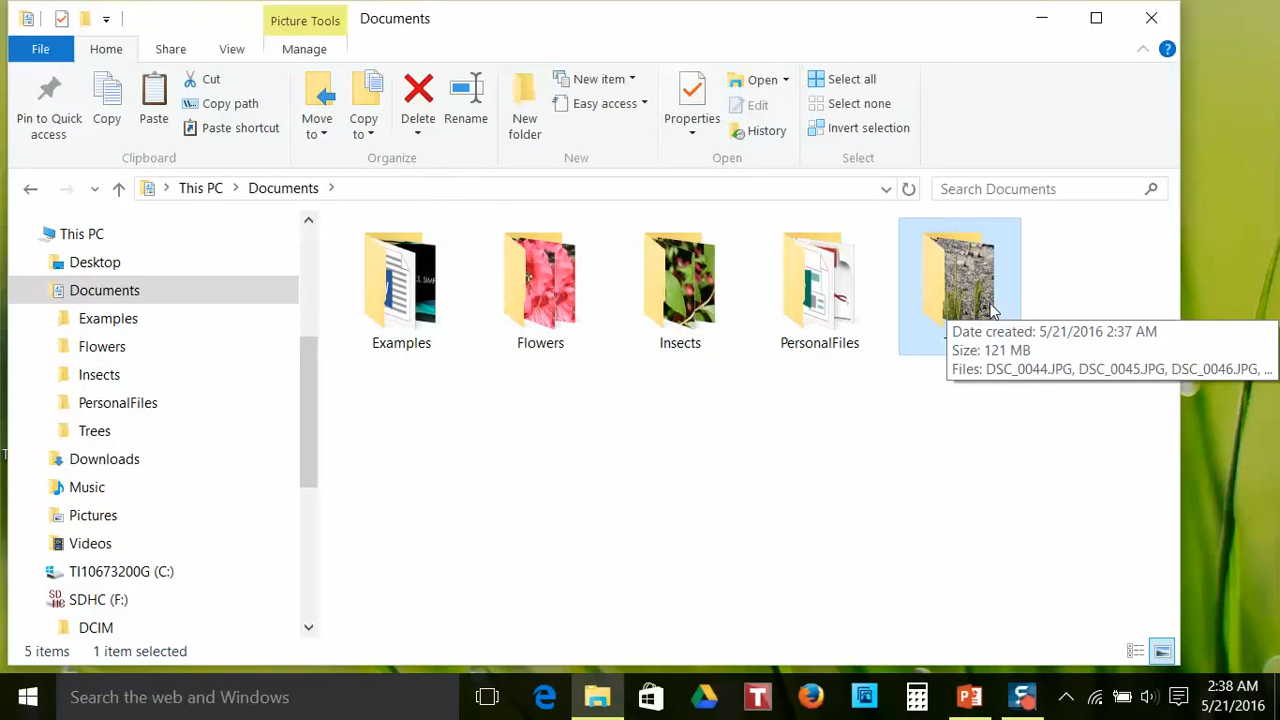 Picture Tools
Documents
File
Home
Share
View
Manage
Pin to Quick
access
Copy
Paste
Cut
Copy path
Paste shortcut
Clipboard
Move
to
Copy
to
Delete
Rename
Organize
New
folder
New item
Easy access
New
Properties
Open
Edit
History
Open
Select all
Select none
Invert selection
Select
This PC
Documents
Search Documents
This PC
Desktop
Documents
Examples
Flowers
Insects
PersonalFiles
Trees
Downloads
Music
Pictures
Videos
TI10673200G (C:)
SDHC (F:)
DCIM
Examples
Flowers
Insects
PersonalFiles
Date created: 5/21/2016 2:37 AM
Size: 121 MB
Files: DSC_0044.JPG, DSC_0045.JPG, DSC_0046.JPG, ...
5 items
1 item selected
Search the web and Windows
2:38 AM
5/21/2016